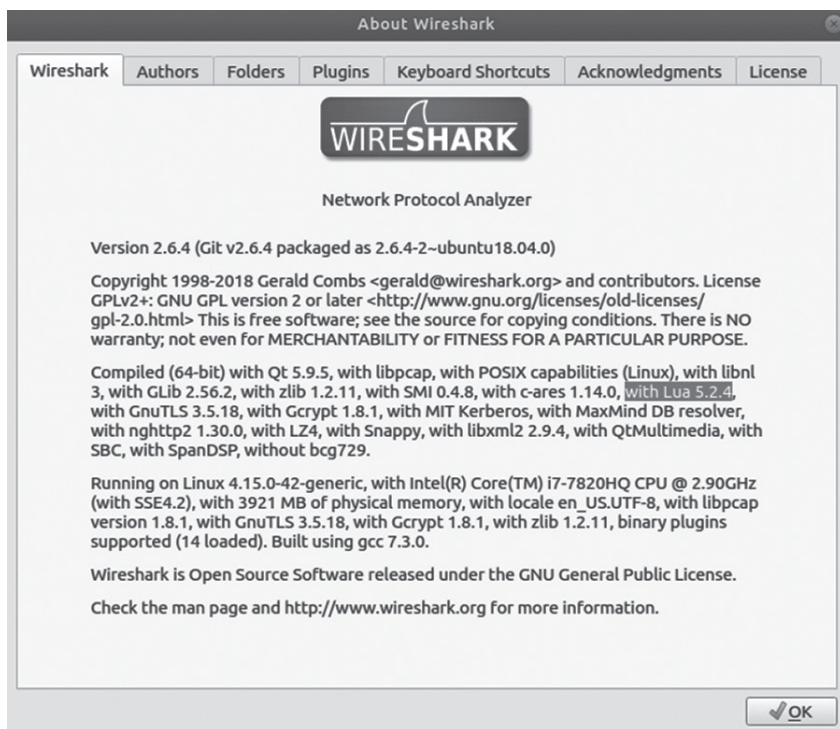 About Wireshark
Wireshark Authors Folders Plugins Keyboard Shortcuts Acknowledgments License
WIRESHARK
Network Protocol Analyzer
Version 2.6.4 (Git v2.6.4 packaged as 2.6.4-2~ubuntu18.04.0)
Copyright 1998-2018 Gerald Combs <gerald@wireshark.org> and contributors. License
GPLv2+: GNU GPL version 2 or later <http://www.gnu.org/licenses/old-licenses/
gpl-2.0.html> This is free software; see the source for copying conditions. There is NO
warranty; not even for MERCHANTABILITY or FITNESS FOR A PARTICULAR PURPOSE.
Compiled (64-bit) with Qt 5.9.5, with libpcap, with POSIX capabilities (Linux), with libnl
3, with GLib 2.56.2, with zlib 1.2.11, with SMI 0.4.8, with c-ares 1.14.0, with Lua 5.2.4,
with GnuTLS 3.5.18, with Gcrypt 1.8.1, with MIT Kerberos, with MaxMind DB resolver,
with nghttp2 1.30.0, with LZ4, with Snappy, with libxml2 2.9.4, with QtMultimedia, with
SBC, with SpanDSP, without bcg729.
Running on Linux 4.15.0-42-generic, with Intel(R) Core(TM) i7-7820HQ CPU @ 2.90GHz
(with SSE4.2), with 3921 MB of physical memory, with locale en_US.UTF-8, with libpcap
version 1.8.1, with GnuTLS 3.5.18, with Gcrypt 1.8.1, with zlib 1.2.11, binary plugins
supported (14 loaded). Built using gcc 7.3.0.
Wireshark is Open Source Software released under the GNU General Public License.
Check the man page and http://www.wireshark.org for more information.
OK